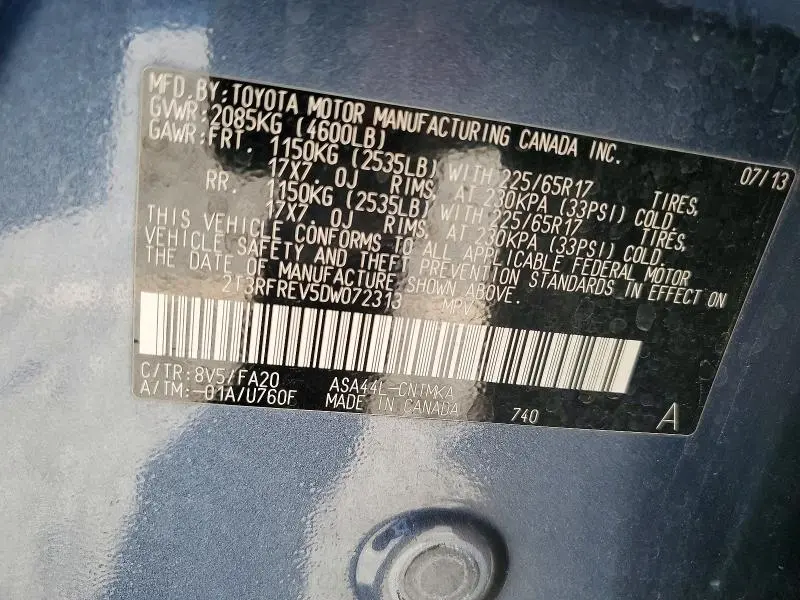 MFD.BY:TOYOTA MOTOR MANUFACTURING CANADA INC. 07/13
GVWR:2085KG (4600LB)
GAWR:FRT. 1150KG (2535LB) WITH 225/65R17 TIRES,
17X7.0J RIMS, AT 230KPA (33PSI) COLD
RR. 1150KG (2535LB) WITH 225/65R17 TIRES,
17X7.0J RIMS, AT 230KPA (33PSI) COLD
THIS VEHICLE CONFORMS TO ALL APPLICABLE FEDERAL MOTOR
VEHICLE SAFETY AND THEFT PREVENTION STANDARDS IN EFFECT ON
THE DATE OF MANUFACTURE SHOWN ABOVE.
2T3RFREV5DW072313 MPV
C/TR:8V5/FA20 ASA44L-CNTMKA
A/TM:-01A/U760F MADE IN CANADA 740 A